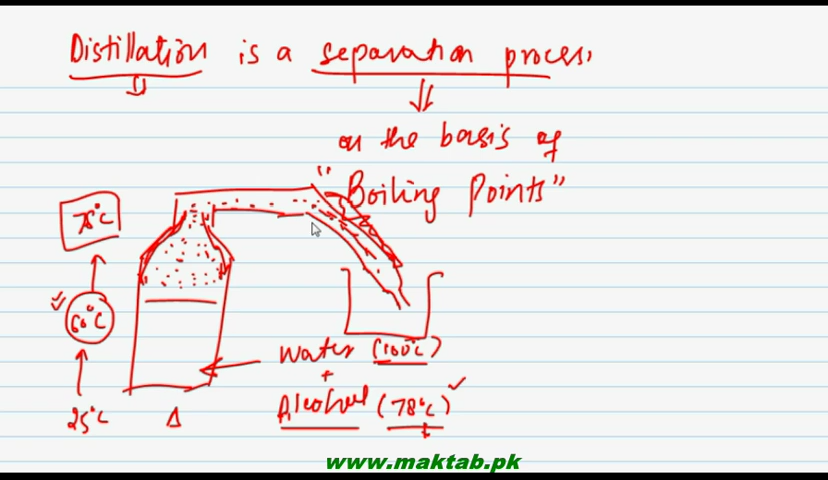 Distillation is a separation process.
on the basis of
"Boiling Points"
78°C
60°C
25°C
Δ
Water (100°C)
+
Alcohol (78°C)
www.maktab.pk